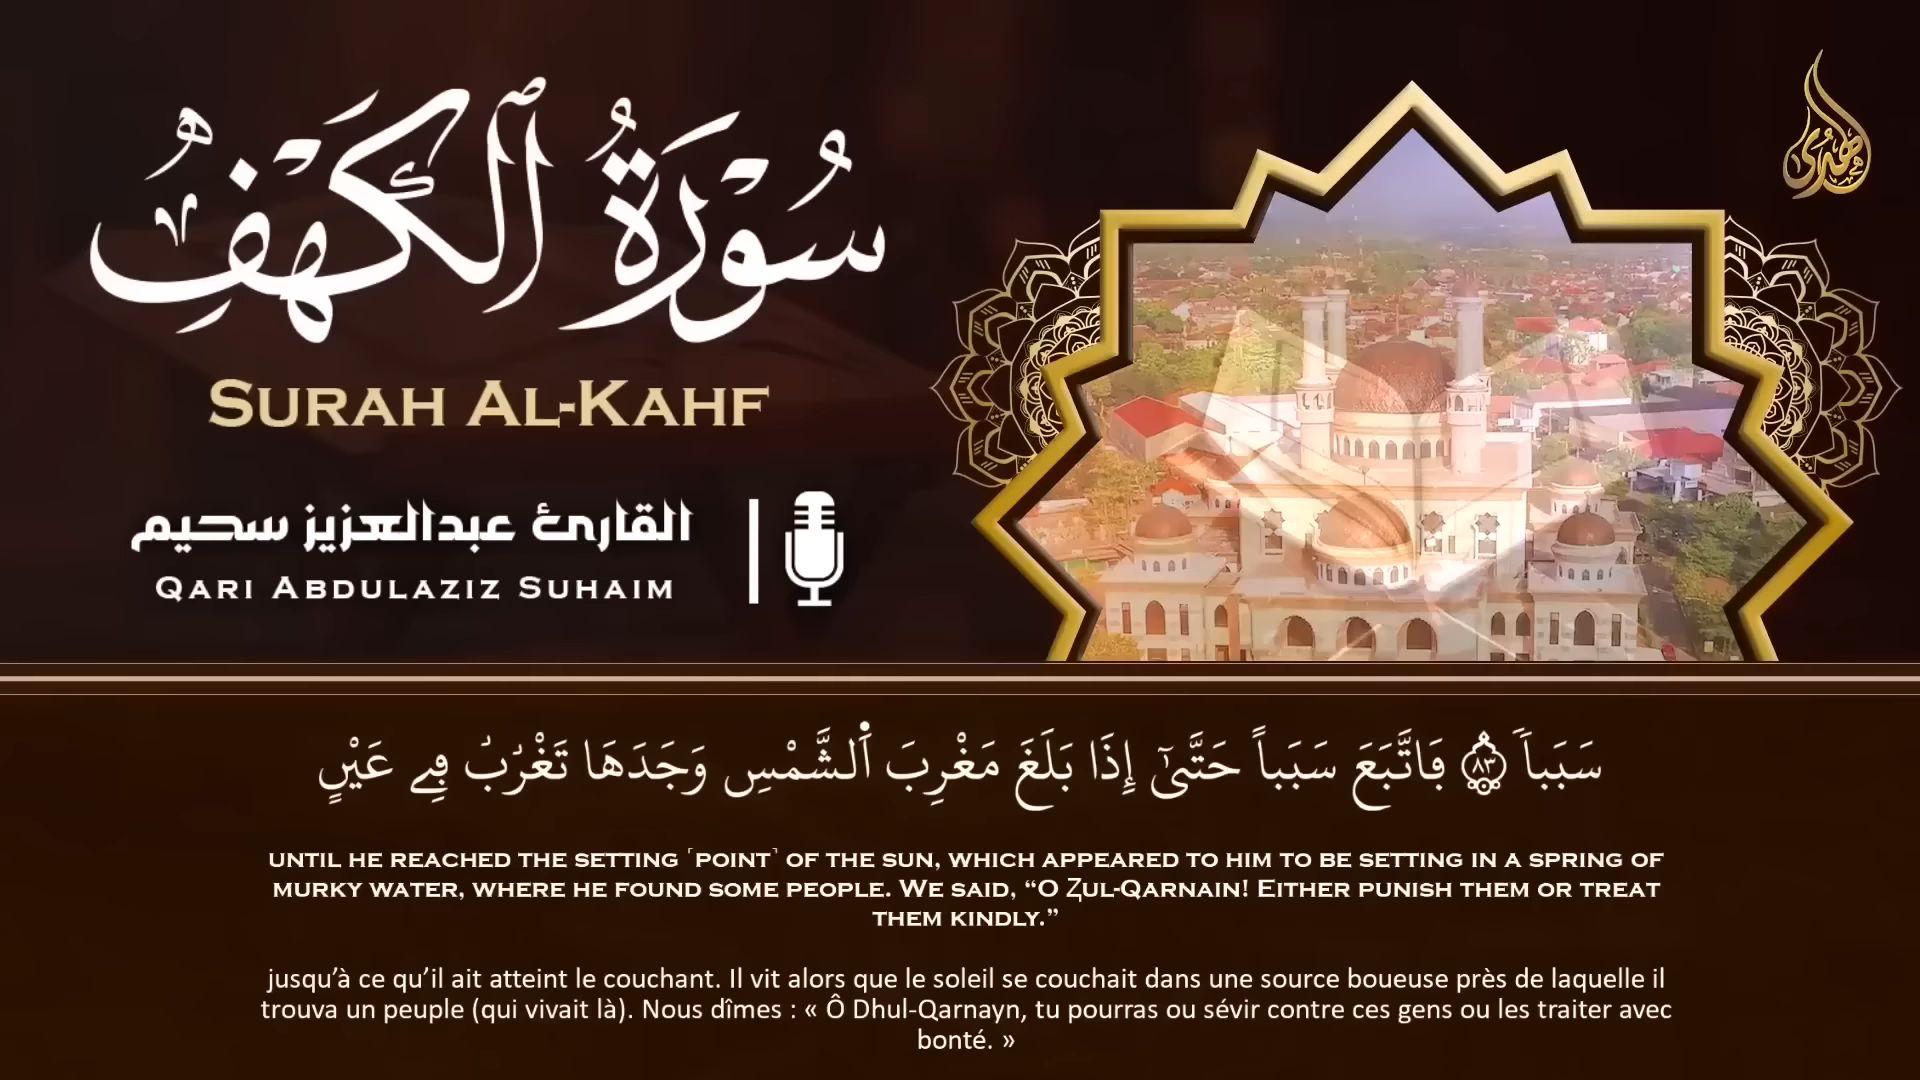 سُورَةُ ٱلْكَهْفِ
SURAH AL-KAHF
القارئ عبدالعزيز سحيم
QARI ABDULAZIZ SUHAIM
الهدى
سَبَباٗ ۝٨٣ فَاتَّبَعَ سَبَباً حَتَّىٰٓ إِذَا بَلَغَ مَغْرِبَ اَ۬لشَّمْسِ وَجَدَهَا تَغْرُبُ فِے عَيْنٍ
UNTIL HE REACHED THE SETTING ˹POINT˺ OF THE SUN, WHICH APPEARED TO HIM TO BE SETTING IN A SPRING OF
MURKY WATER, WHERE HE FOUND SOME PEOPLE. WE SAID, “O ⱫUL-QARNAIN! EITHER PUNISH THEM OR TREAT
THEM KINDLY.”
jusqu’à ce qu’il ait atteint le couchant. Il vit alors que le soleil se couchait dans une source boueuse près de laquelle il
trouva un peuple (qui vivait là). Nous dîmes : « Ô Dhul-Qarnayn, tu pourras ou sévir contre ces gens ou les traiter avec
bonté. »